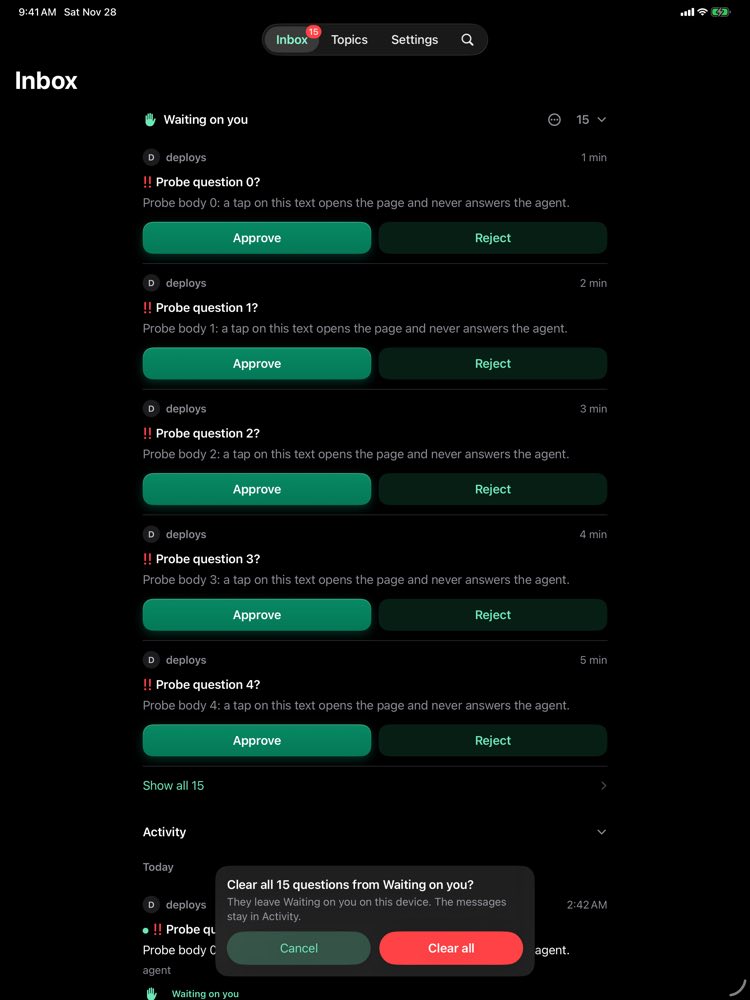 9:41 AM Sat Nov 28
Inbox 15 Topics Settings
Inbox
Waiting on you 15
D deploys 1 min
‼ Probe question 0?
Probe body 0: a tap on this text opens the page and never answers the agent.
Approve Reject
D deploys 2 min
‼ Probe question 1?
Probe body 1: a tap on this text opens the page and never answers the agent.
Approve Reject
D deploys 3 min
‼ Probe question 2?
Probe body 2: a tap on this text opens the page and never answers the agent.
Approve Reject
D deploys 4 min
‼ Probe question 3?
Probe body 3: a tap on this text opens the page and never answers the agent.
Approve Reject
D deploys 5 min
‼ Probe question 4?
Probe body 4: a tap on this text opens the page and never answers the agent.
Approve Reject
Show all 15
Activity
Today
D deploys 2:42 AM
Clear all 15 questions from Waiting on you?
They leave Waiting on you on this device. The messages
stay in Activity.
Cancel Clear all
‼ Probe qu
Probe body agent.
agent
Waiting on you